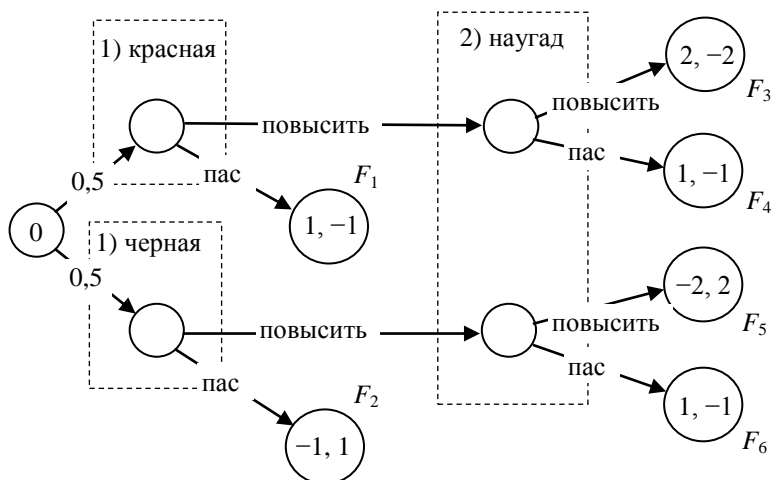 1) красная
2) наугад
2, −2
F3
повысить
повысить
пас
0,5
пас
F1
1, −1
F4
1, −1
0
1) черная
0,5
−2, 2
F5
повысить
повысить
пас
пас
F2
1, −1
F6
−1, 1